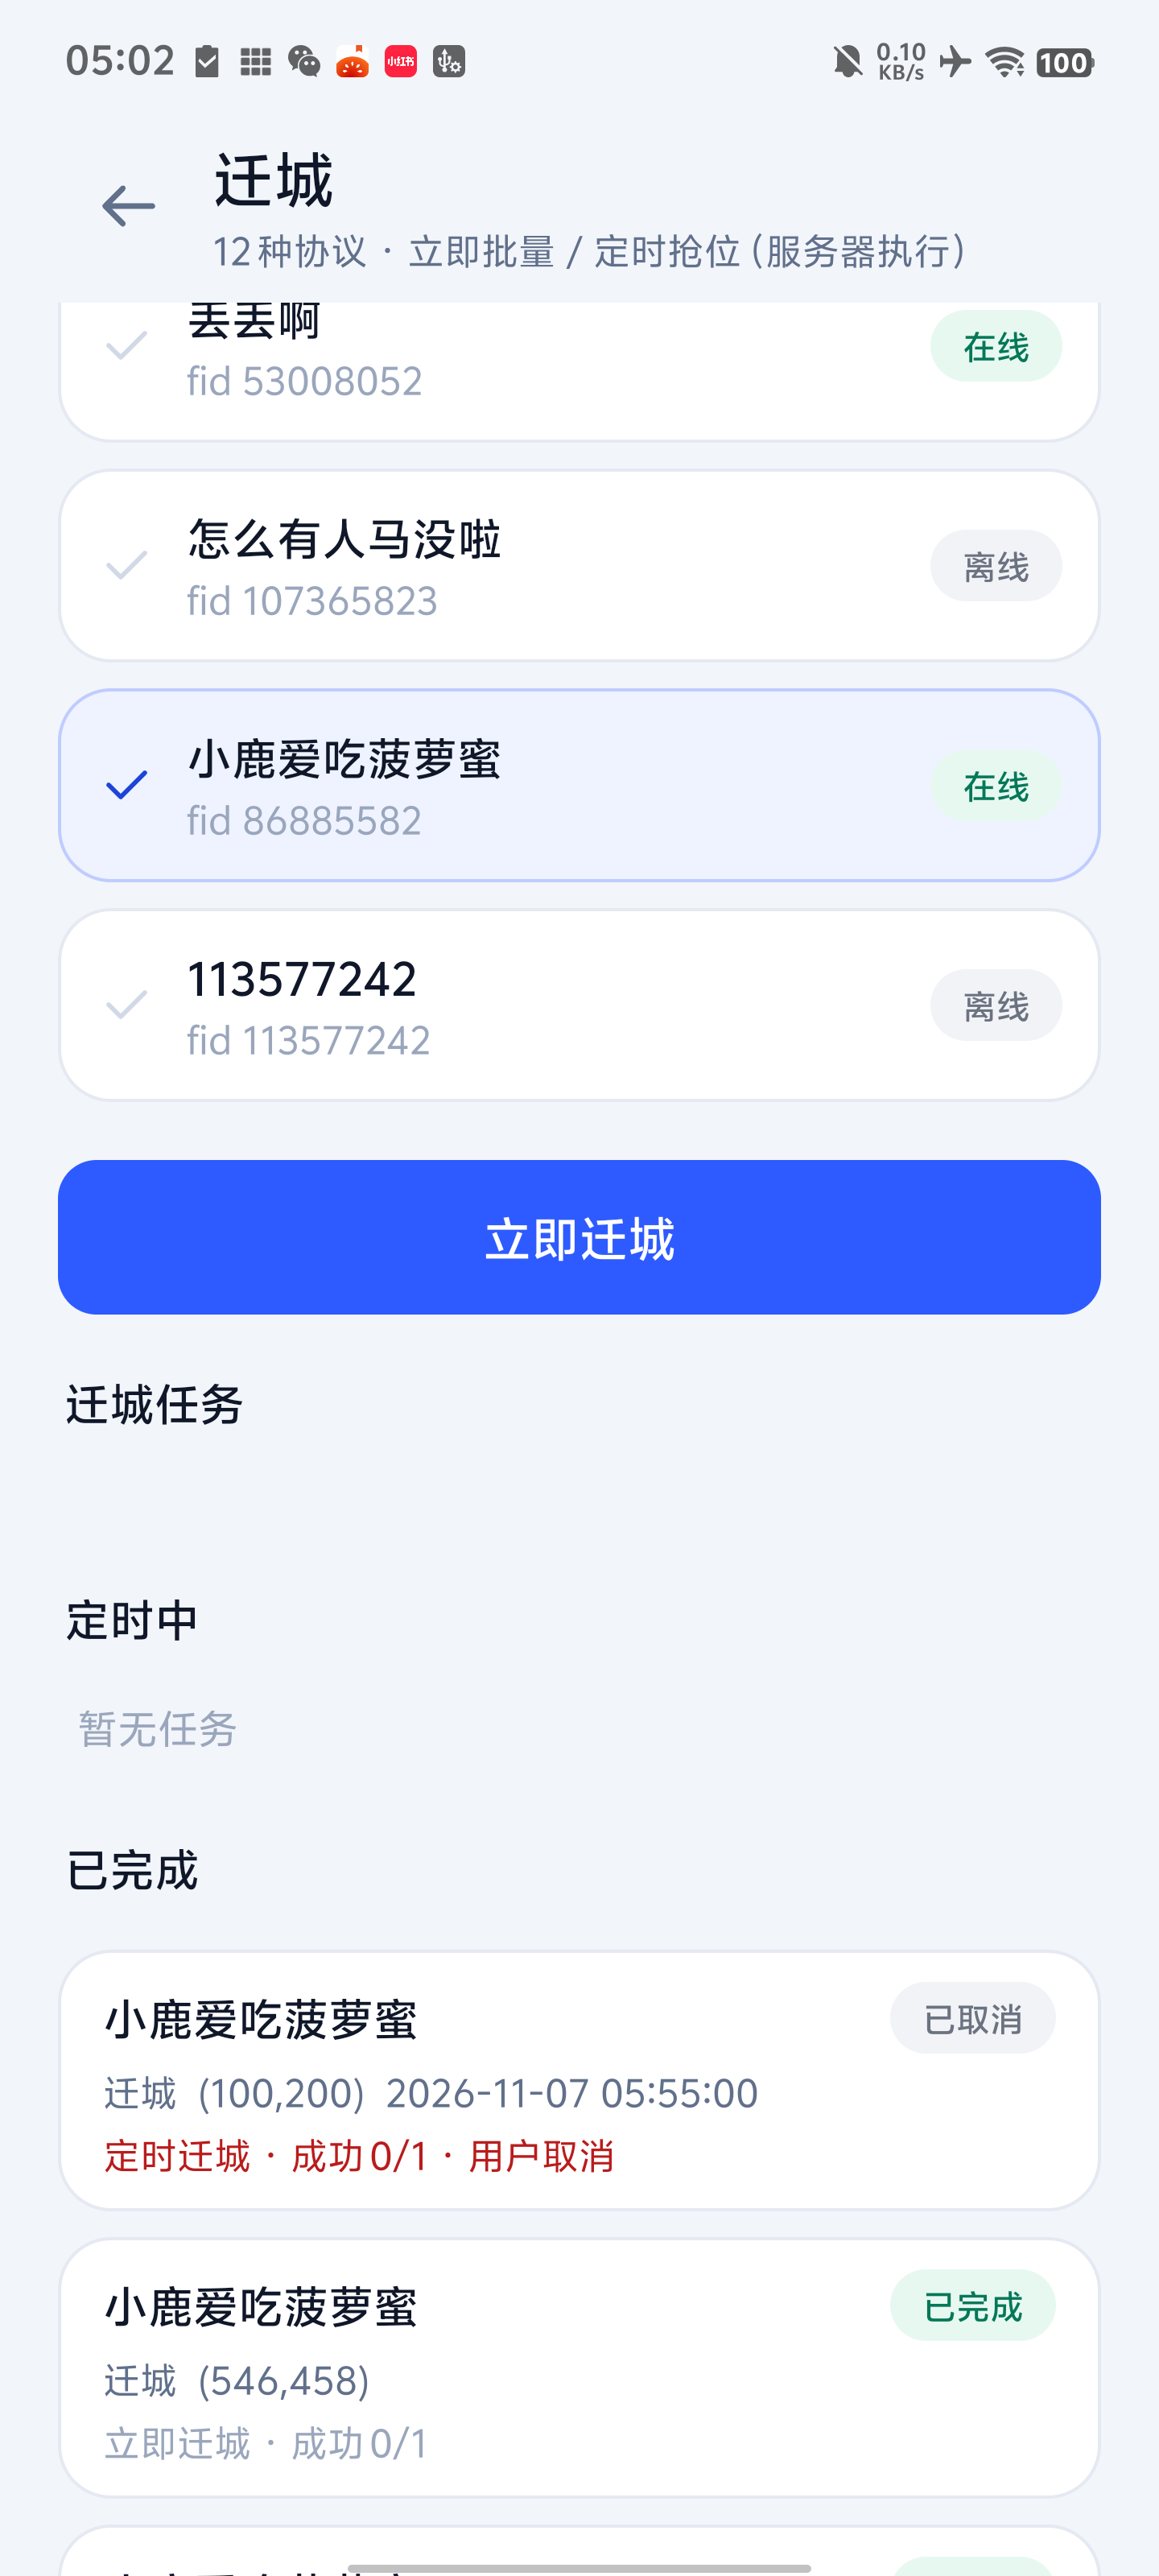 05:02
小红书
0.10
KB/s
100
迁城
12 种协议 · 立即批量 / 定时抢位 (服务器执行)
丢丢啊
fid 53008052
在线
怎么有人马没啦
fid 107365823
离线
小鹿爱吃菠萝蜜
fid 86885582
在线
113577242
fid 113577242
离线
立即迁城
迁城任务
定时中
暂无任务
已完成
小鹿爱吃菠萝蜜
已取消
迁城 (100,200) 2026-11-07 05:55:00
定时迁城 · 成功 0/1 · 用户取消
小鹿爱吃菠萝蜜
已完成
迁城 (546,458)
立即迁城 · 成功 0/1